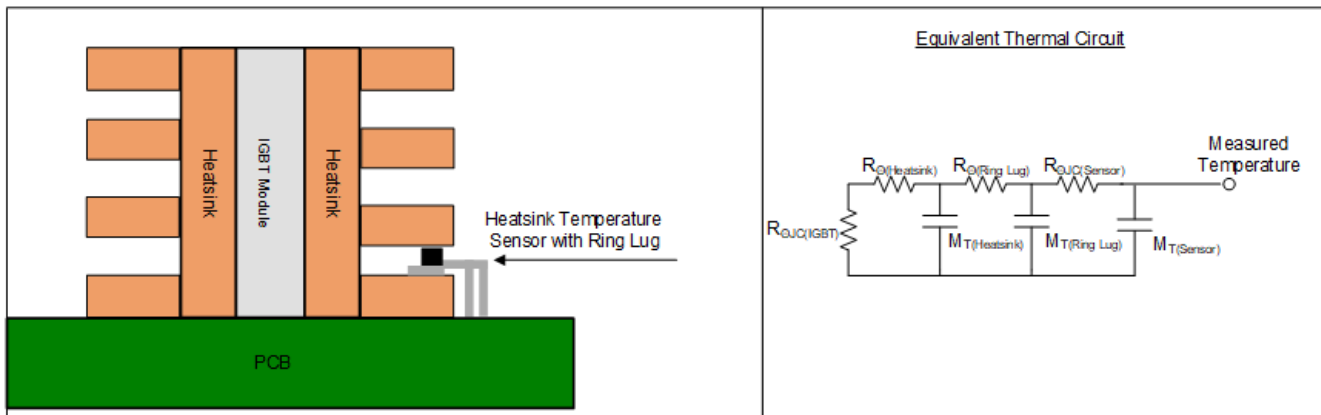 Heatsink
IGBT Module
Heatsink
Heatsink Temperature
Sensor with Ring Lug
PCB
Equivalent Thermal Circuit
Measured
Temperature
RΘ(Heatsink)
RΘ(Ring Lug)
RΘJC(Sensor)
RΘJC(IGBT)
MT(Heatsink)
MT(Ring Lug)
MT(Sensor)